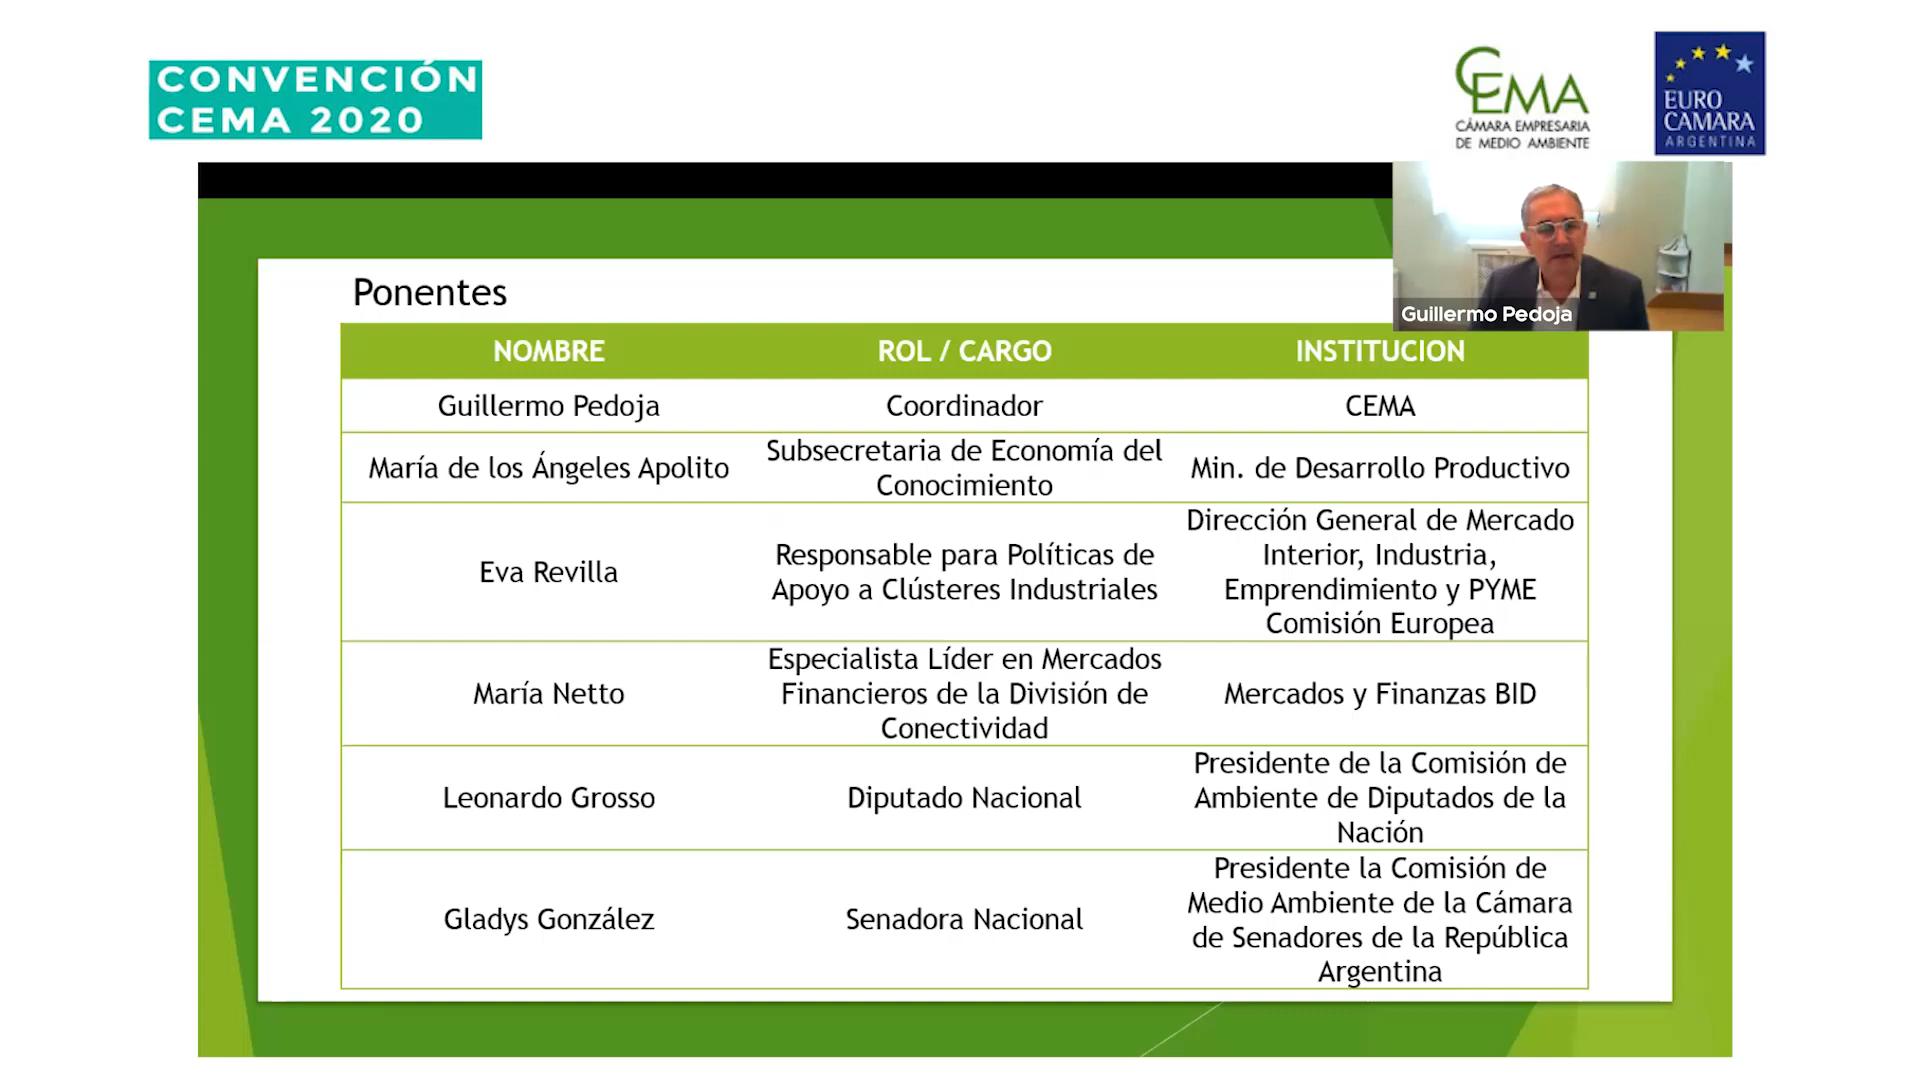 CONVENCIÓN
CEMA 2020
CEMA
CÁMARA EMPRESARIA
DE MEDIO AMBIENTE
EURO
CAMARA
ARGENTINA
Guillermo Pedoja
Ponentes
NOMBRE
ROL / CARGO
INSTITUCION
Guillermo Pedoja
Coordinador
CEMA
María de los Ángeles Apolito
Subsecretaria de Economía del
Conocimiento
Min. de Desarrollo Productivo
Eva Revilla
Responsable para Políticas de
Apoyo a Clústeres Industriales
Dirección General de Mercado
Interior, Industria,
Emprendimiento y PYME
Comisión Europea
María Netto
Especialista Líder en Mercados
Financieros de la División de
Conectividad
Mercados y Finanzas BID
Leonardo Grosso
Diputado Nacional
Presidente de la Comisión de
Ambiente de Diputados de la
Nación
Gladys González
Senadora Nacional
Presidente la Comisión de
Medio Ambiente de la Cámara
de Senadores de la República
Argentina